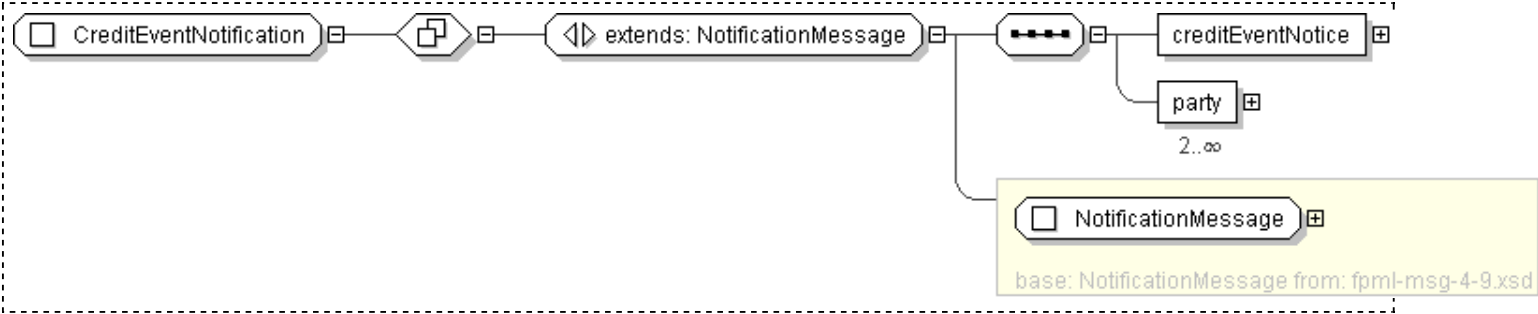 CreditEventNotification
extends: NotificationMessage
creditEventNotice
party
2..∞
NotificationMessage
base: NotificationMessage from: fpml-msg-4-9.xsd